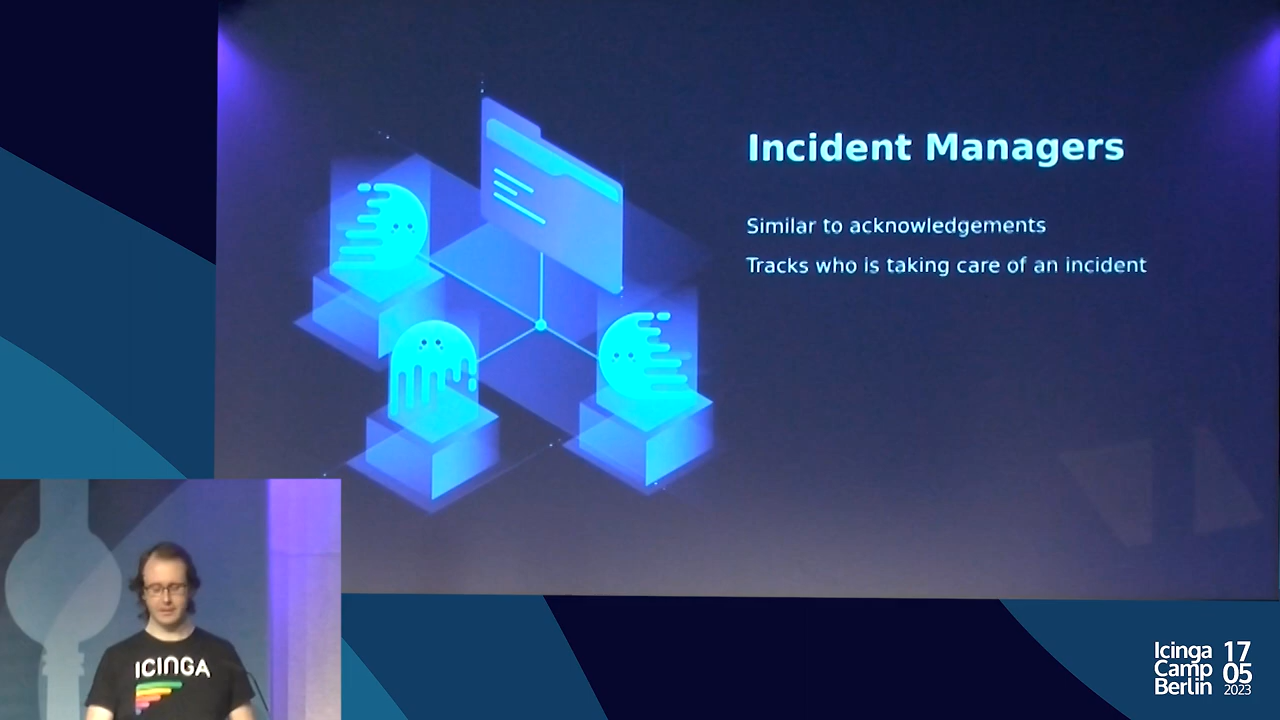 Incident Managers
Similar to acknowledgements
Tracks who is taking care of an incident
ICINGA
Icinga
Camp
Berlin
17
05
2023